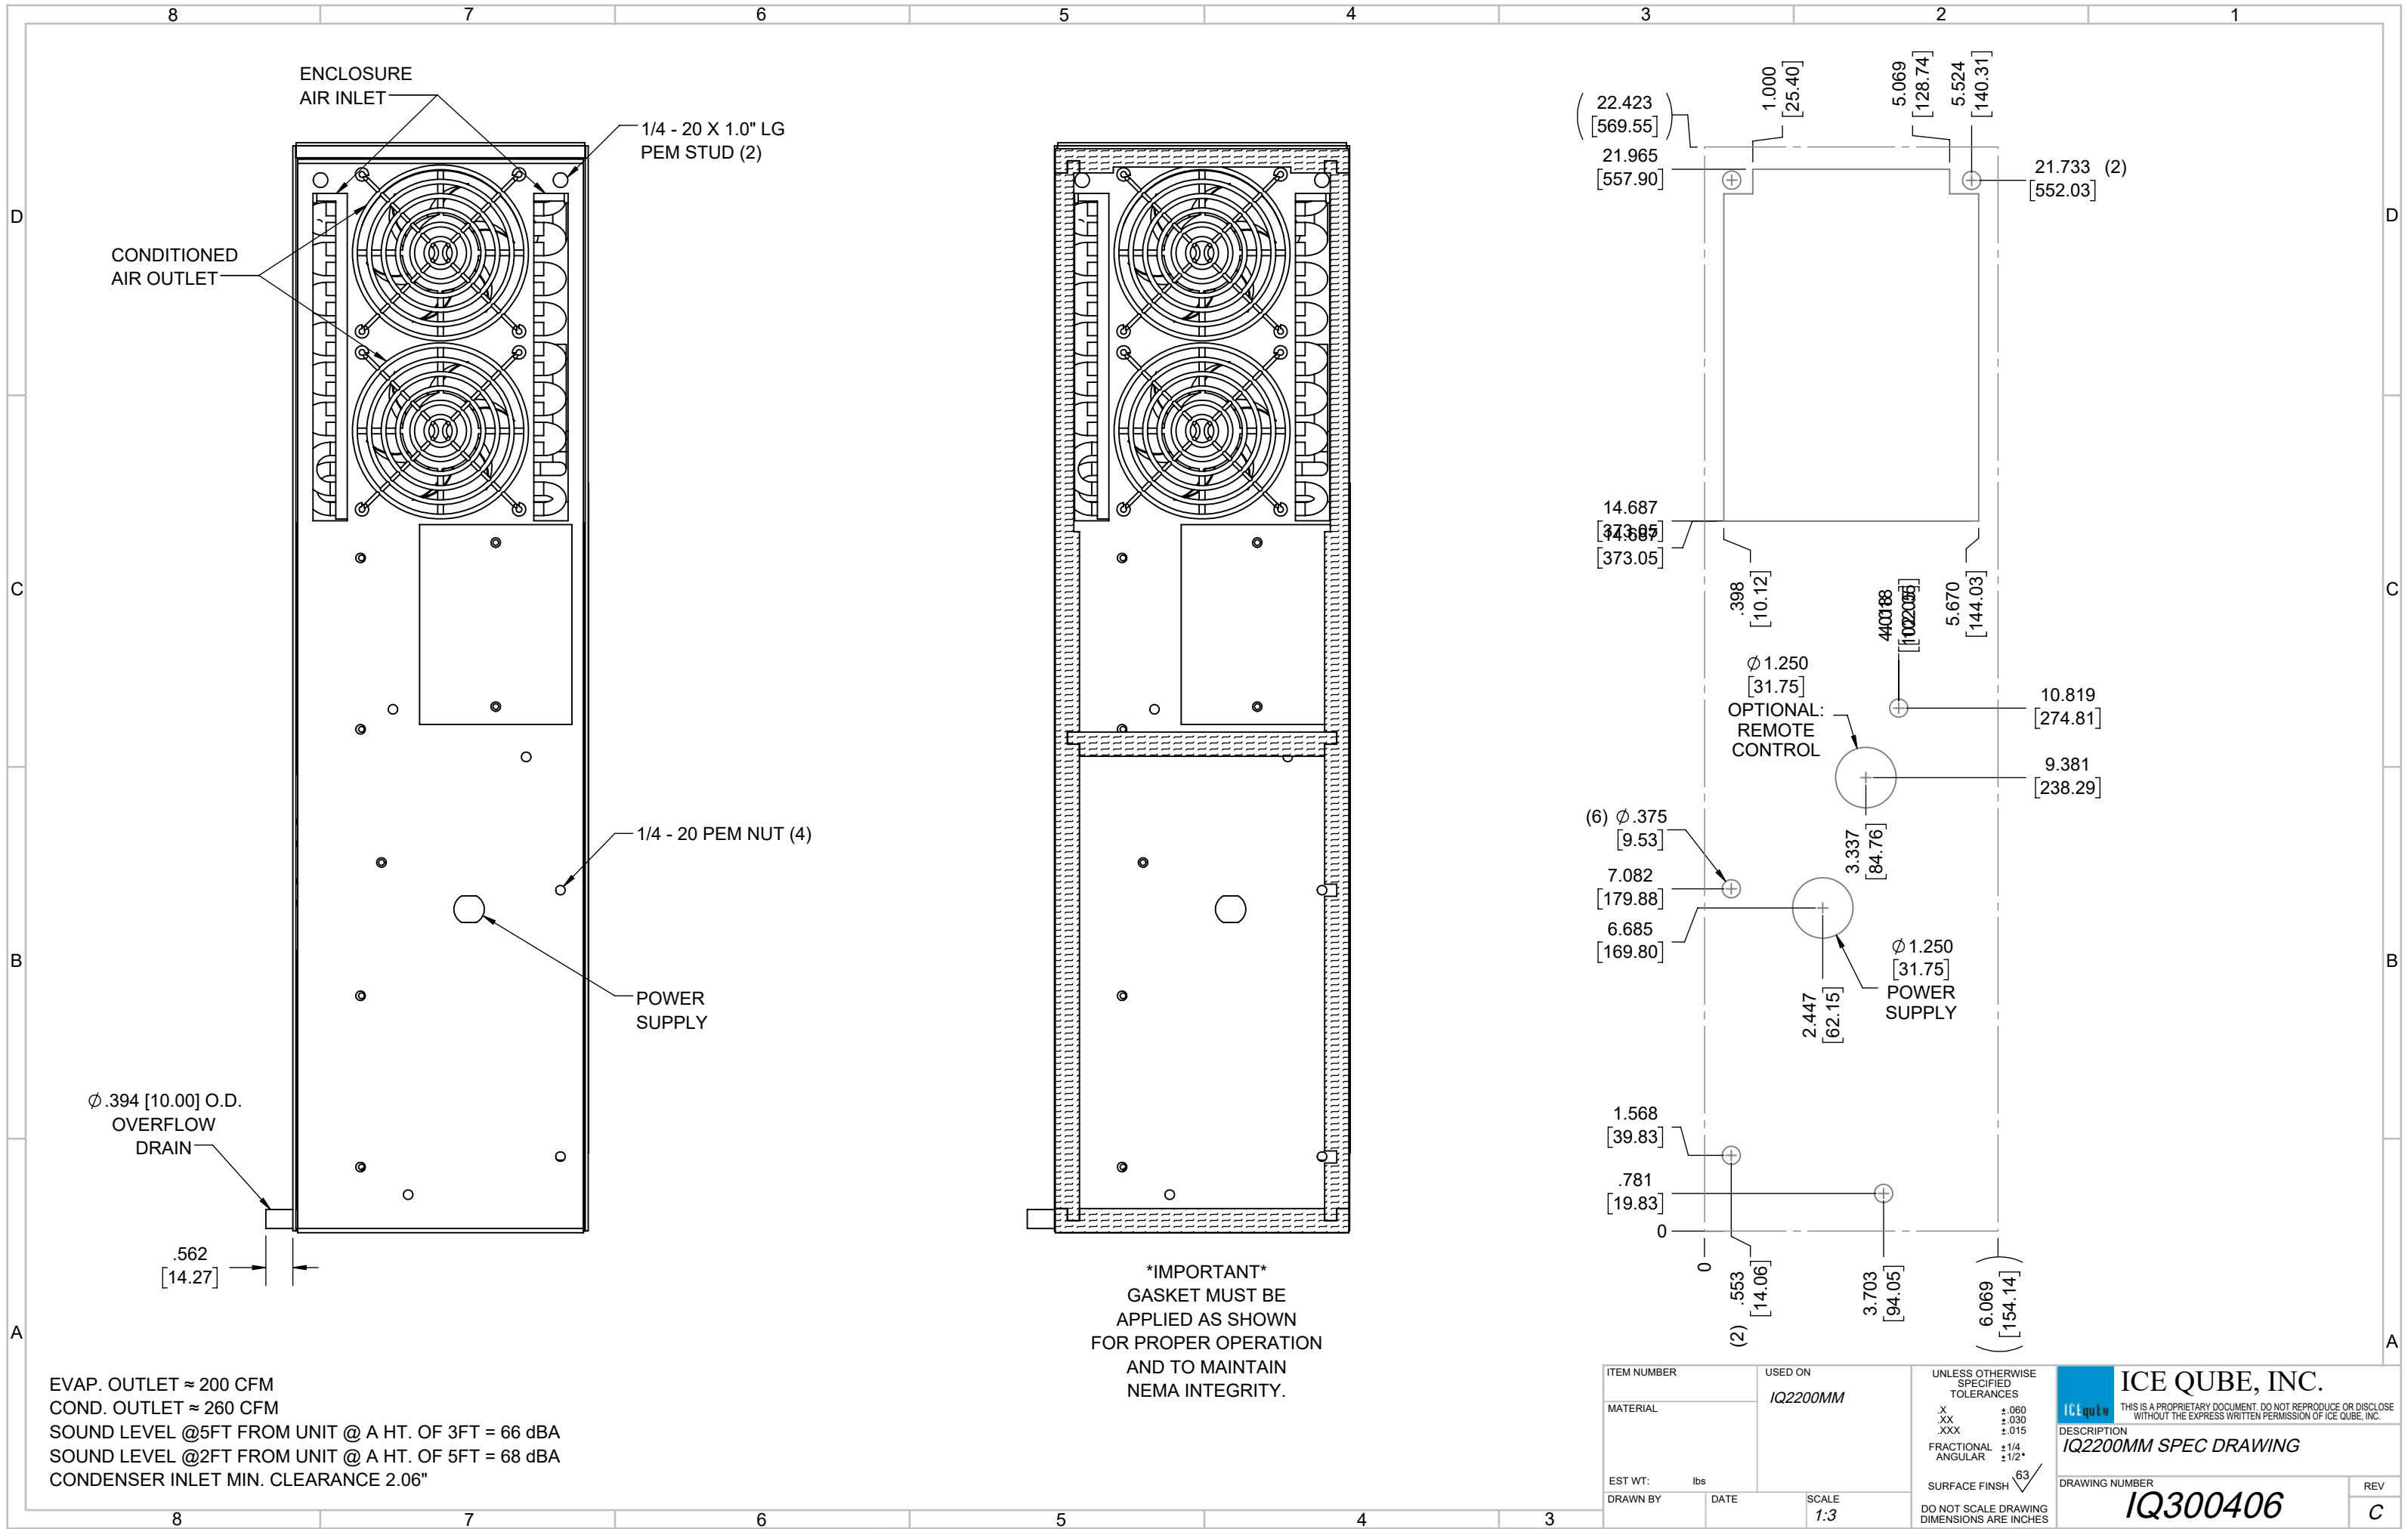 8 7 6 5 4 3 2 1
ENCLOSURE
AIR INLET
1/4 - 20 X 1.0" LG
PEM STUD (2)
CONDITIONED
AIR OUTLET
1/4 - 20 PEM NUT (4)
POWER
SUPPLY
Ø.394 [10.00] O.D.
OVERFLOW
DRAIN
.562
[14.27]
EVAP. OUTLET ≈ 200 CFM
COND. OUTLET ≈ 260 CFM
SOUND LEVEL @5FT FROM UNIT @ A HT. OF 3FT = 66 dBA
SOUND LEVEL @2FT FROM UNIT @ A HT. OF 5FT = 68 dBA
CONDENSER INLET MIN. CLEARANCE 2.06"
*IMPORTANT*
GASKET MUST BE
APPLIED AS SHOWN
FOR PROPER OPERATION
AND TO MAINTAIN
NEMA INTEGRITY.
(22.423
[569.55])
1.000
[25.40]
5.069
[128.74]
5.524
[140.31]
21.965
[557.90]
21.733 (2)
[552.03]
14.687
[373.05]
14.687
[373.05]
.398
[10.12]
5.670
[144.03]
Ø1.250
[31.75]
OPTIONAL:
REMOTE
CONTROL
10.819
[274.81]
9.381
[238.29]
3.337
[84.76]
(6) Ø.375
[9.53]
7.082
[179.88]
6.685
[169.80]
Ø1.250
[31.75]
POWER
SUPPLY
2.447
[62.15]
1.568
[39.83]
.781
[19.83]
0
0
(2) .553
[14.06]
3.703
[94.05]
(6.069
[154.14])
D
C
B
A
D
C
B
A
ITEM NUMBER
USED ON
IQ2200MM
MATERIAL
EST WT: lbs
DRAWN BY
DATE
SCALE
1:3
UNLESS OTHERWISE
SPECIFIED
TOLERANCES
.X ±.060
.XX ±.030
.XXX ±.015
FRACTIONAL ±1/4
ANGULAR ±1/2°
SURFACE FINSH 63
DO NOT SCALE DRAWING
DIMENSIONS ARE INCHES
ICEqube
ICE QUBE, INC.
THIS IS A PROPRIETARY DOCUMENT. DO NOT REPRODUCE OR DISCLOSE
WITHOUT THE EXPRESS WRITTEN PERMISSION OF ICE QUBE, INC.
DESCRIPTION
IQ2200MM SPEC DRAWING
DRAWING NUMBER
IQ300406
REV
C
8 7 6 5 4 3